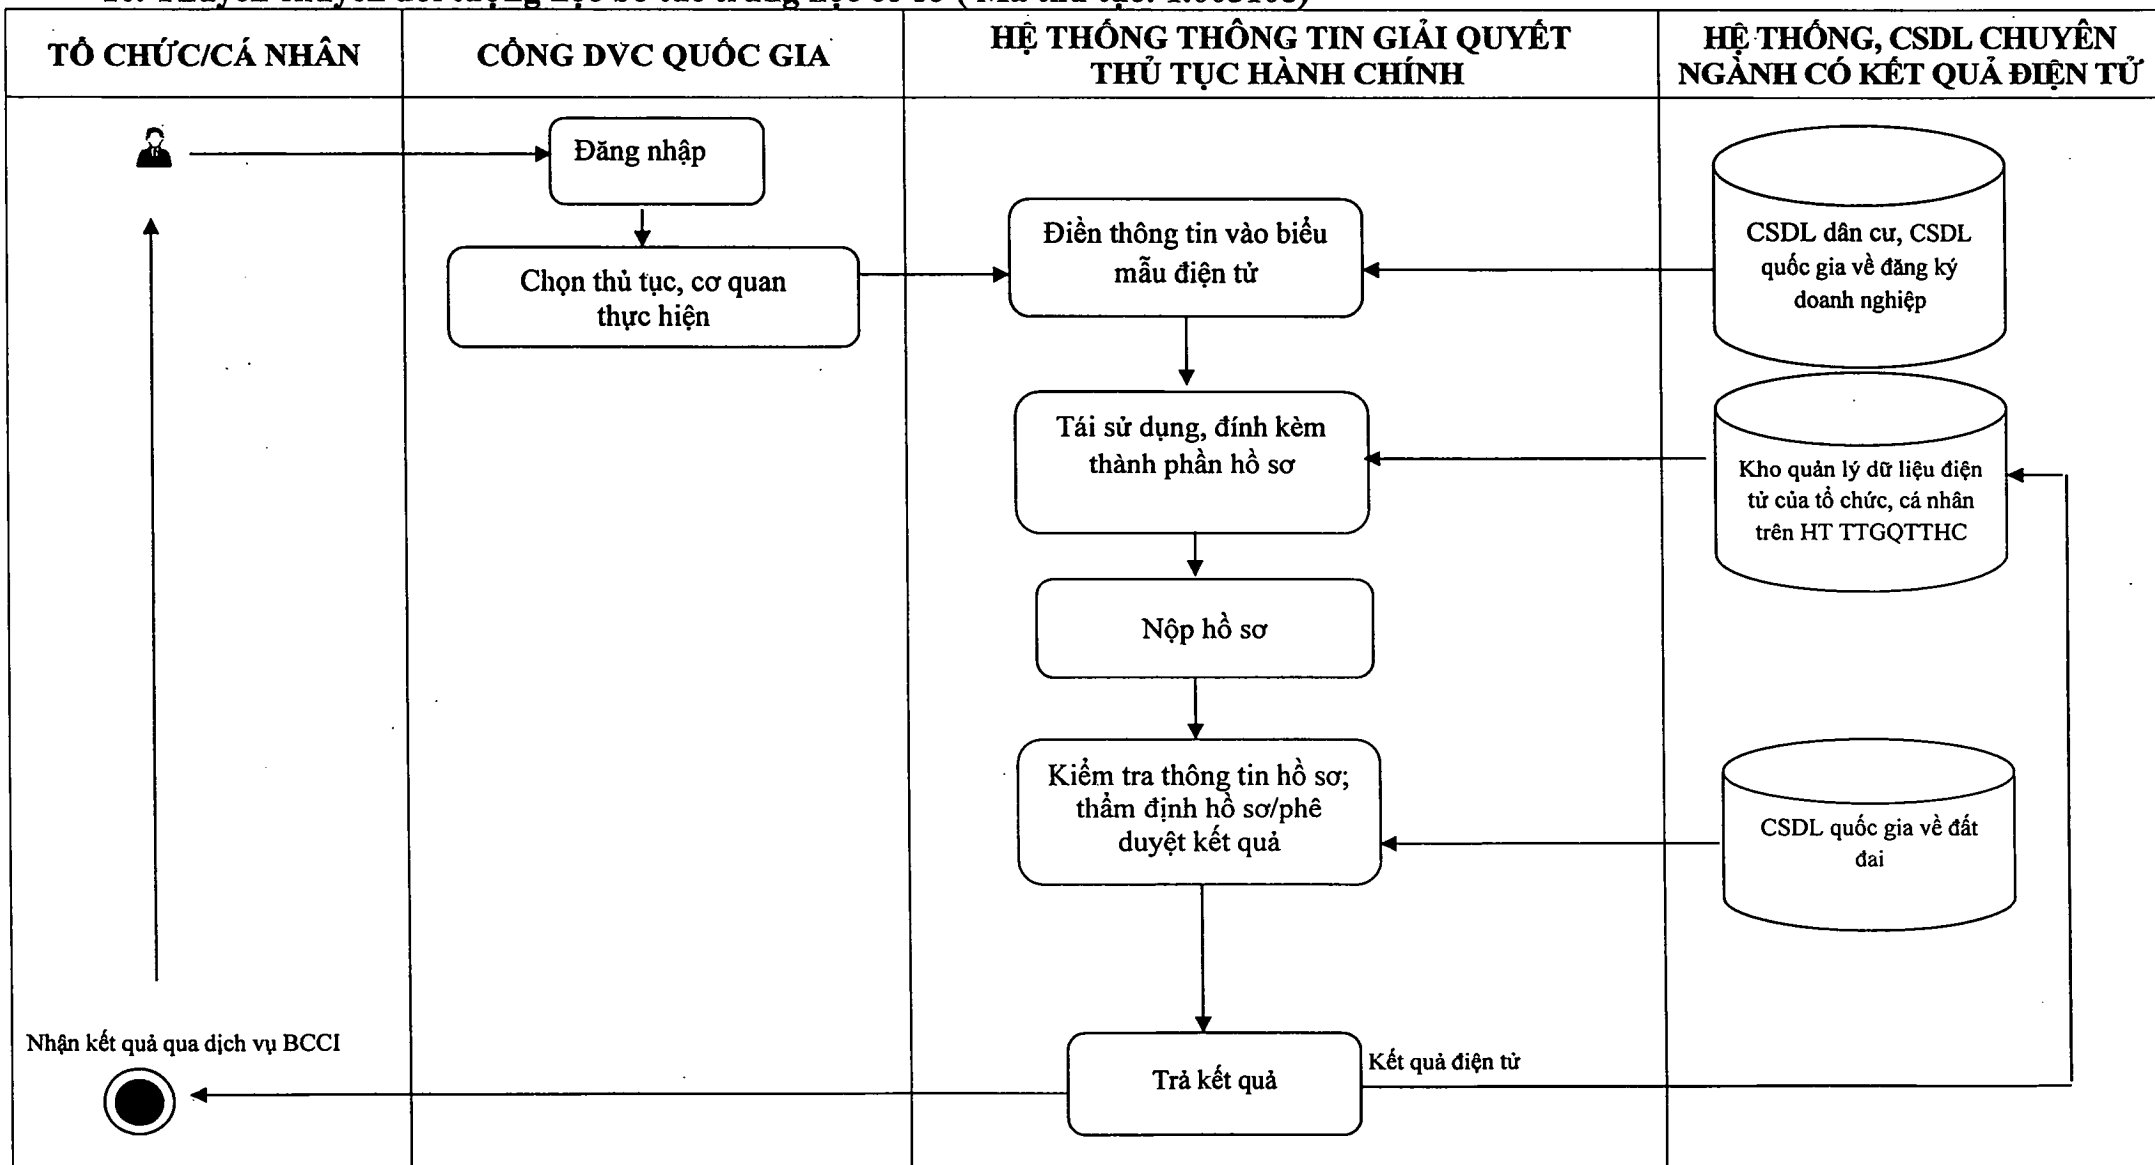 TỔ CHỨC/CÁ NHÂN
CỔNG DVC QUỐC GIA
HỆ THỐNG THÔNG TIN GIẢI QUYẾT
THỦ TỤC HÀNH CHÍNH
HỆ THỐNG, CSDL CHUYÊN
NGÀNH CÓ KẾT QUẢ ĐIỆN TỬ
Đăng nhập
Chọn thủ tục, cơ quan
thực hiện
Điền thông tin vào biểu
mẫu điện tử
CSDL dân cư, CSDL
quốc gia về đăng ký
doanh nghiệp
Tái sử dụng, đính kèm
thành phần hồ sơ
Kho quản lý dữ liệu điện
tử của tổ chức, cá nhân
trên HT TTGQTTHC
Nộp hồ sơ
Kiểm tra thông tin hồ sơ;
thẩm định hồ sơ/phê
duyệt kết quả
CSDL quốc gia về đất
đai
Nhận kết quả qua dịch vụ BCCI
Trả kết quả
Kết quả điện tử